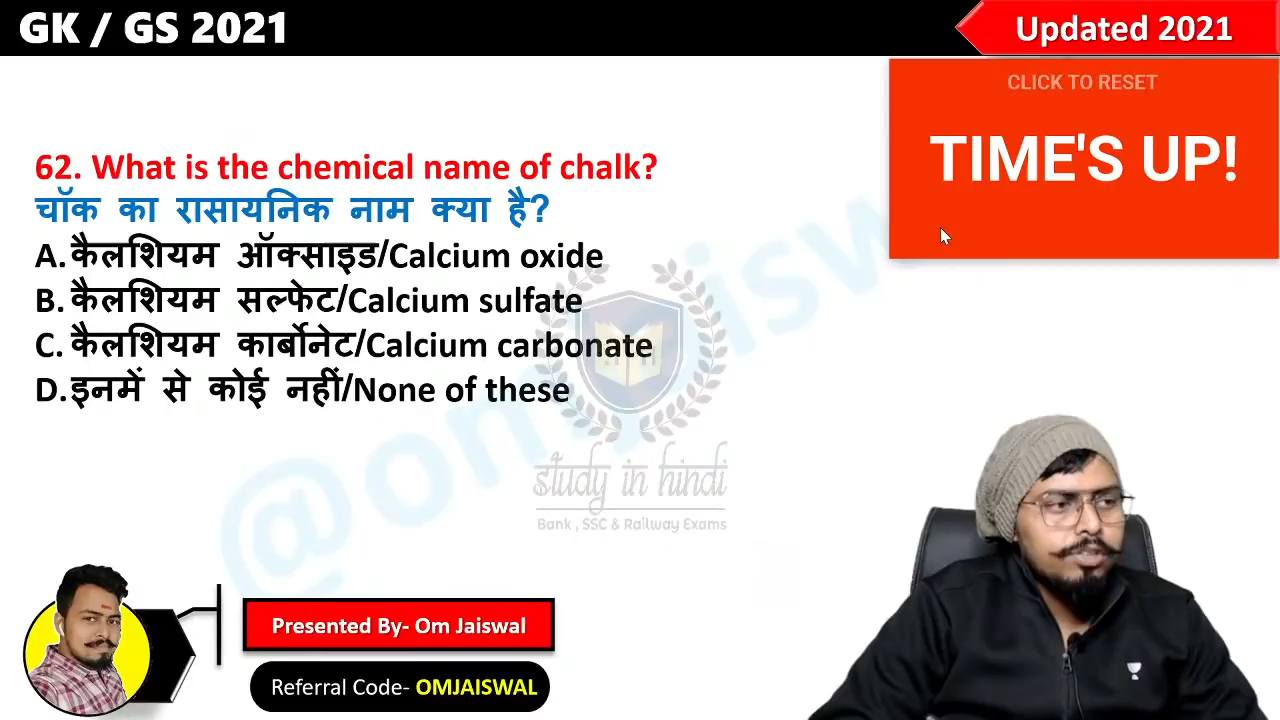 GK / GS 2021
Updated 2021
CLICK TO RESET
TIME'S UP!
62. What is the chemical name of chalk?
चॉक का रासायनिक नाम क्या है?
A. कैलशियम ऑक्साइड/Calcium oxide
B. कैलशियम सल्फेट/Calcium sulfate
C. कैलशियम कार्बोनेट/Calcium carbonate
D. इनमें से कोई नहीं/None of these
study in hindi
Bank , SSC & Railway Exams
Presented By- Om Jaiswal
Referral Code- OMJAISWAL